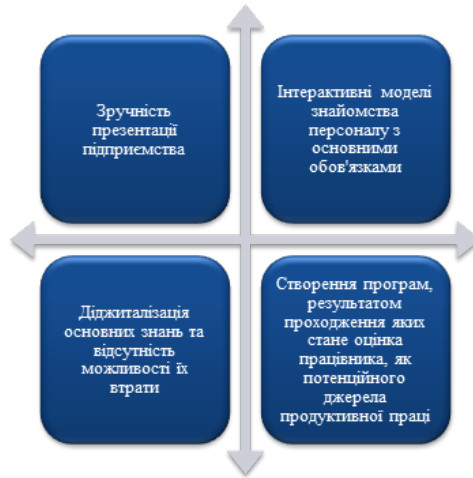 Зручність
презентації
підприємства
Інтерактивні моделі
знайомства
персоналу з
основними
обов'язками
Діджиталізація
основних знань та
відсутність
можливості їх
втрати
Створення програм,
результатом
проходження яких
стане оцінка
працівника, як
потенційного
джерела
продуктивної праці